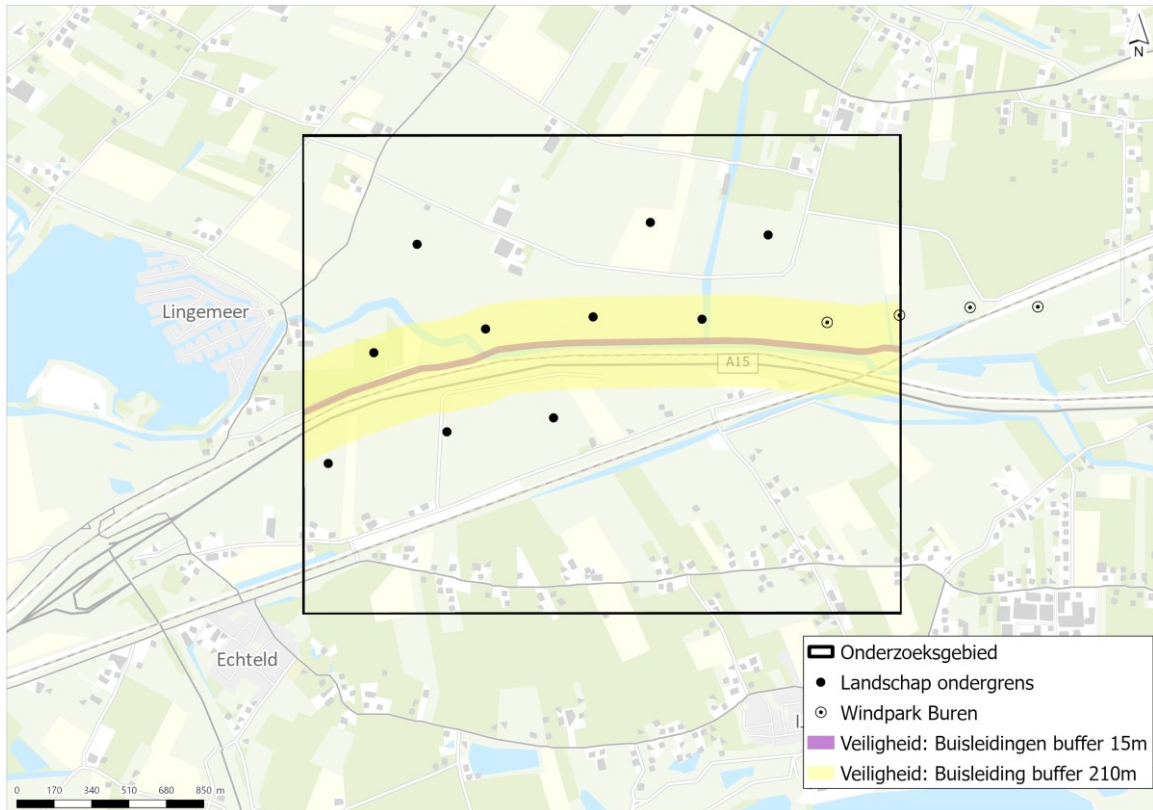 N
Lingemeer
A15
Echteld
Onderzoeksgebied
Landschap ondergrens
Windpark Buren
Veiligheid: Buisleidingen buffer 15m
Veiligheid: Buisleiding buffer 210m
0 170 340 510 680 850 m